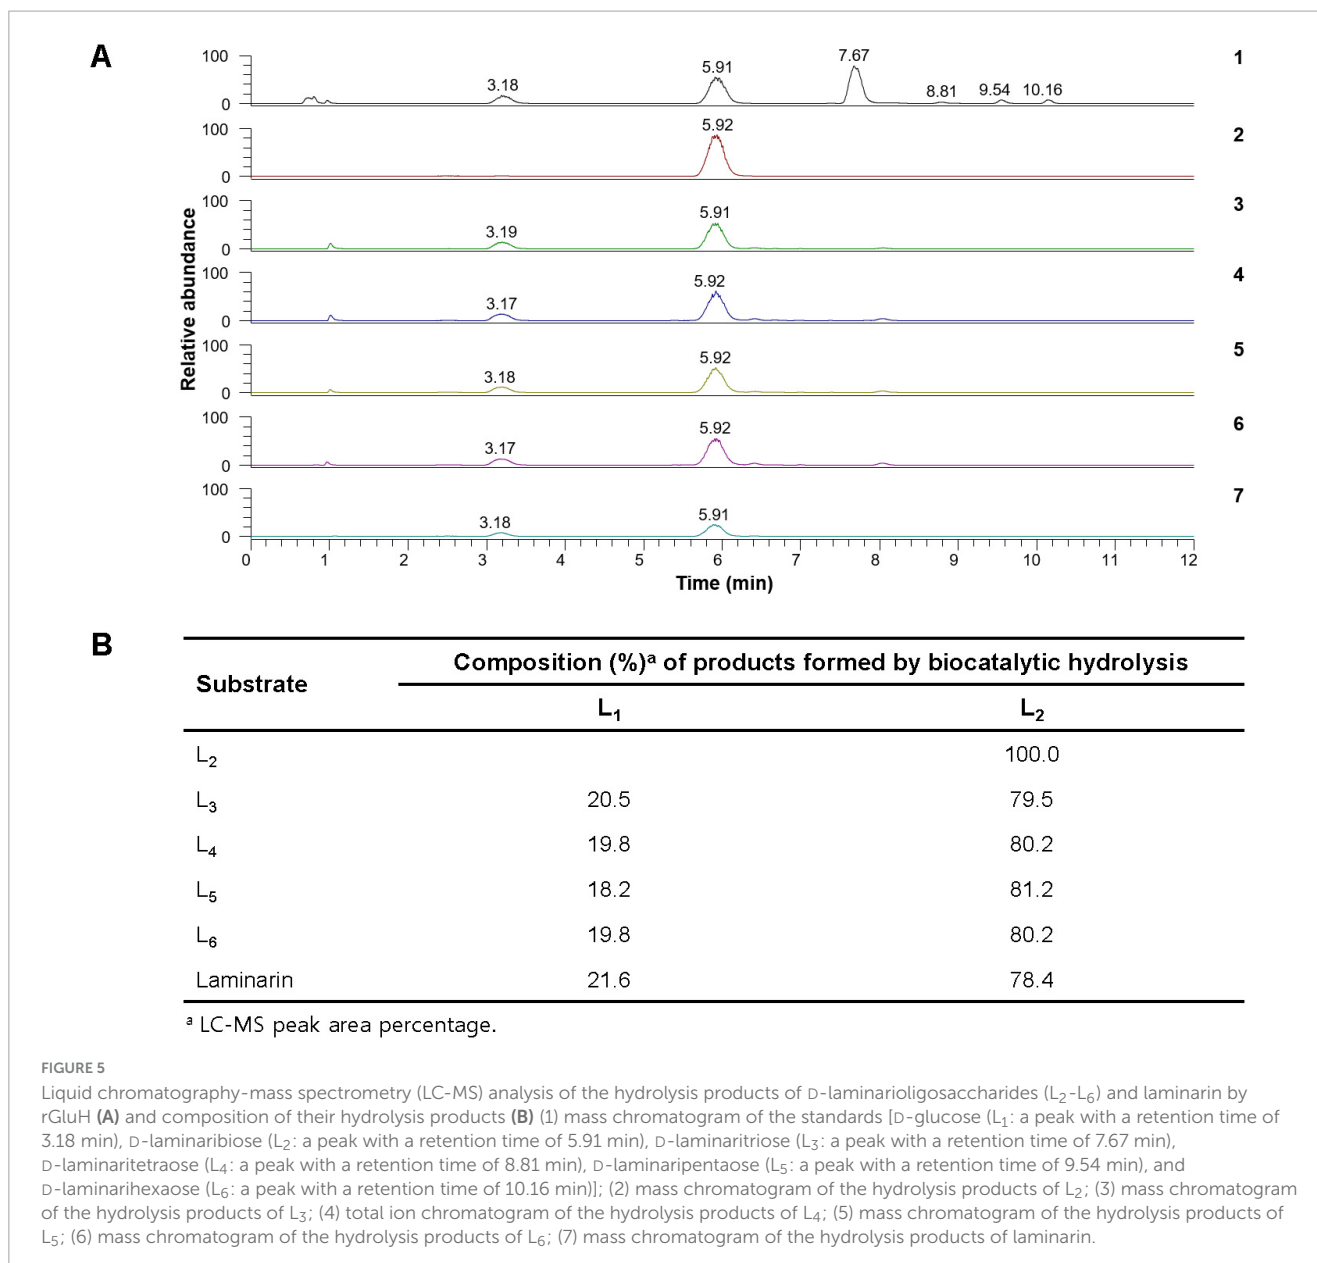 A
Relative abundance
100
0
3.18
5.91
7.67
8.81
9.54
10.16
1
100
0
5.92
2
100
0
3.19
5.91
3
100
0
3.17
5.92
4
100
0
3.18
5.92
5
100
0
3.17
5.92
6
100
0
3.18
5.91
7
0 1 2 3 4 5 6 7 8 9 10 11 12
Time (min)
B
Substrate
Composition (%)ᵃ of products formed by biocatalytic hydrolysis
L₁ L₂
L₂ 100.0
L₃ 20.5 79.5
L₄ 19.8 80.2
L₅ 18.2 81.2
L₆ 19.8 80.2
Laminarin 21.6 78.4
ᵃ LC-MS peak area percentage.
FIGURE 5
Liquid chromatography-mass spectrometry (LC-MS) analysis of the hydrolysis products of D-laminarioligosaccharides (L₂-L₆) and laminarin by
rGluH (A) and composition of their hydrolysis products (B) (1) mass chromatogram of the standards [D-glucose (L₁: a peak with a retention time of
3.18 min), D-laminaribiose (L₂: a peak with a retention time of 5.91 min), D-laminaritriose (L₃: a peak with a retention time of 7.67 min),
D-laminaritetraose (L₄: a peak with a retention time of 8.81 min), D-laminaripentaose (L₅: a peak with a retention time of 9.54 min), and
D-laminarihexaose (L₆: a peak with a retention time of 10.16 min)]; (2) mass chromatogram of the hydrolysis products of L₂; (3) mass chromatogram
of the hydrolysis products of L₃; (4) total ion chromatogram of the hydrolysis products of L₄; (5) mass chromatogram of the hydrolysis products of
L₅; (6) mass chromatogram of the hydrolysis products of L₆; (7) mass chromatogram of the hydrolysis products of laminarin.